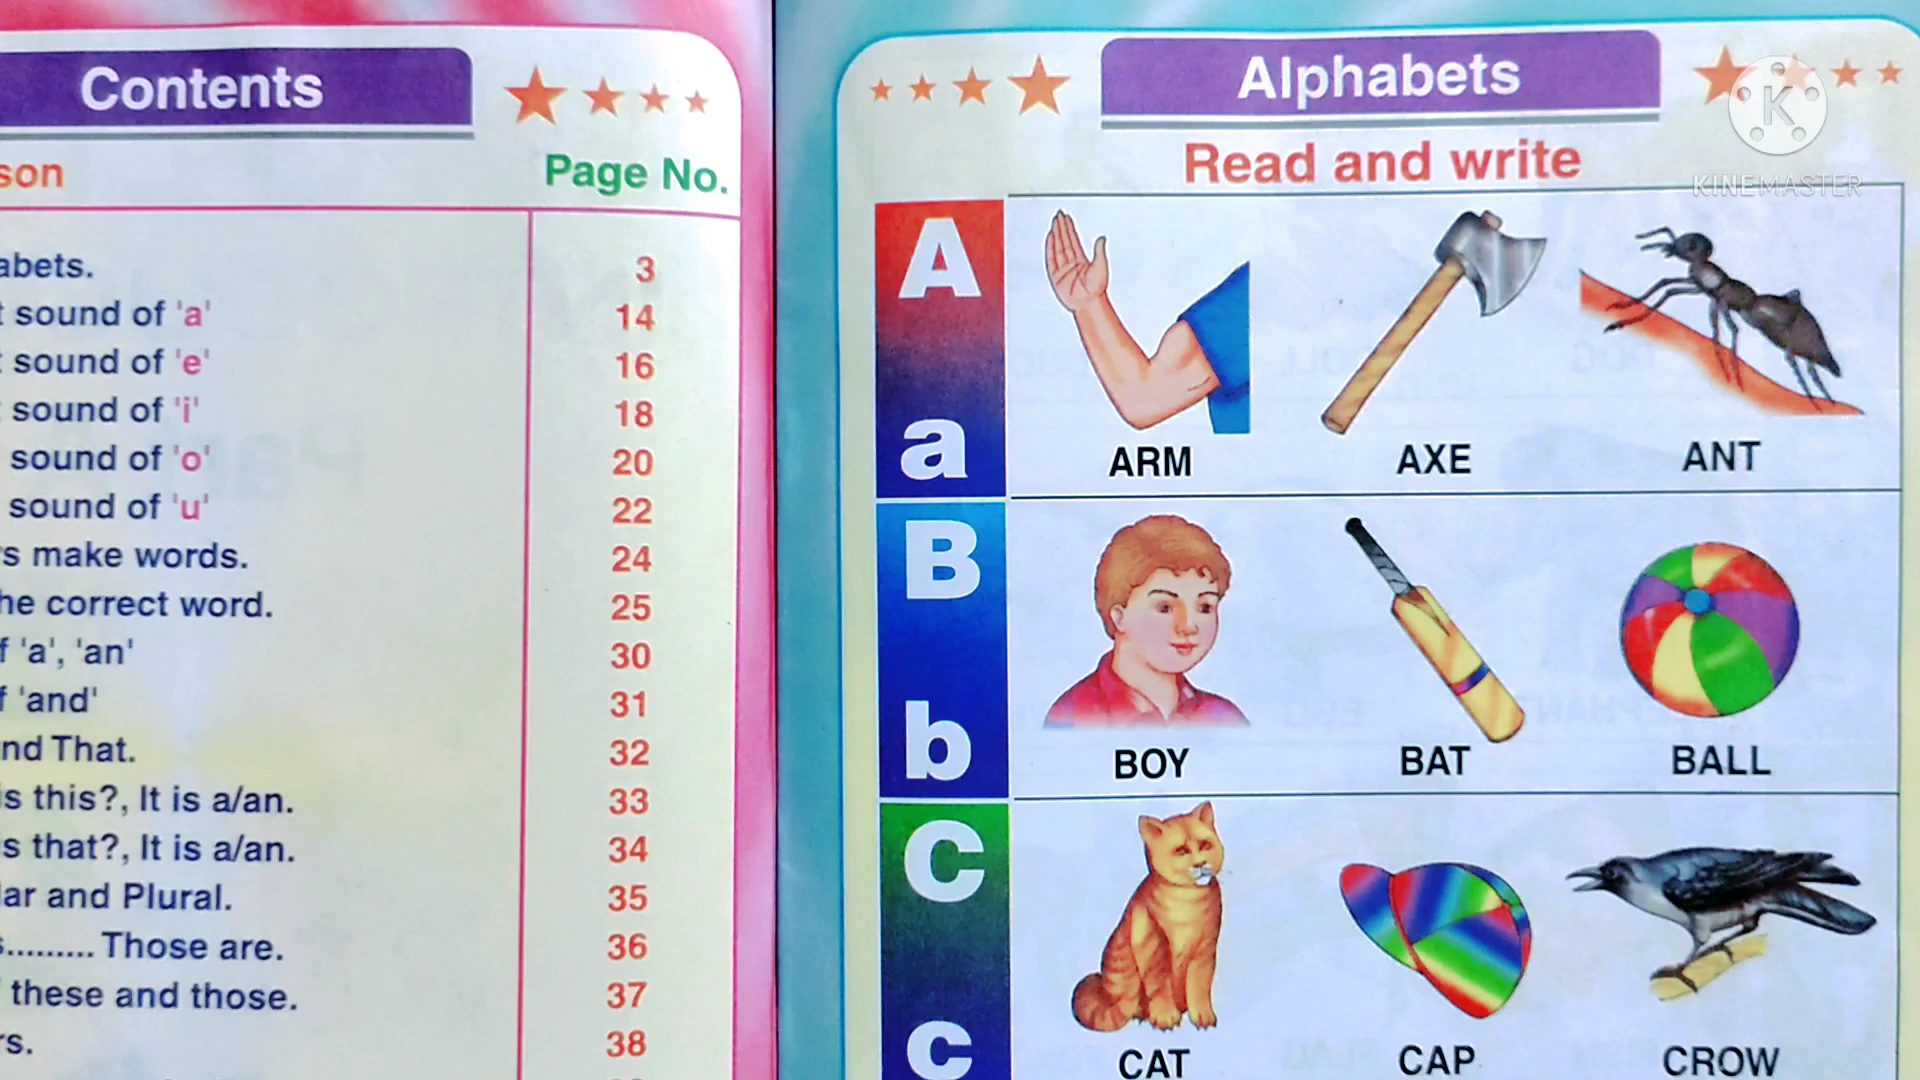 Contents
son Page No.
abets. 3
t sound of 'a' 14
t sound of 'e' 16
t sound of 'i' 18
sound of 'o' 20
sound of 'u' 22
s make words. 24
he correct word. 25
f 'a', 'an' 30
f 'and' 31
nd That. 32
is this?, It is a/an. 33
s that?, It is a/an. 34
lar and Plural. 35
s......... Those are. 36
these and those. 37
rs. 38
Alphabets
K
KINEMASTER
Read and write
A
a
ARM AXE ANT
B
b
BOY BAT BALL
C
c
CAT CAP CROW